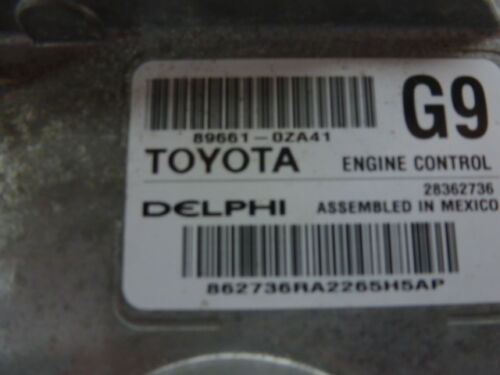 G9
89661-0ZA41
TOYOTA ENGINE CONTROL
28362736
DELPHI ASSEMBLED IN MEXICO
862736RA2265H5AP